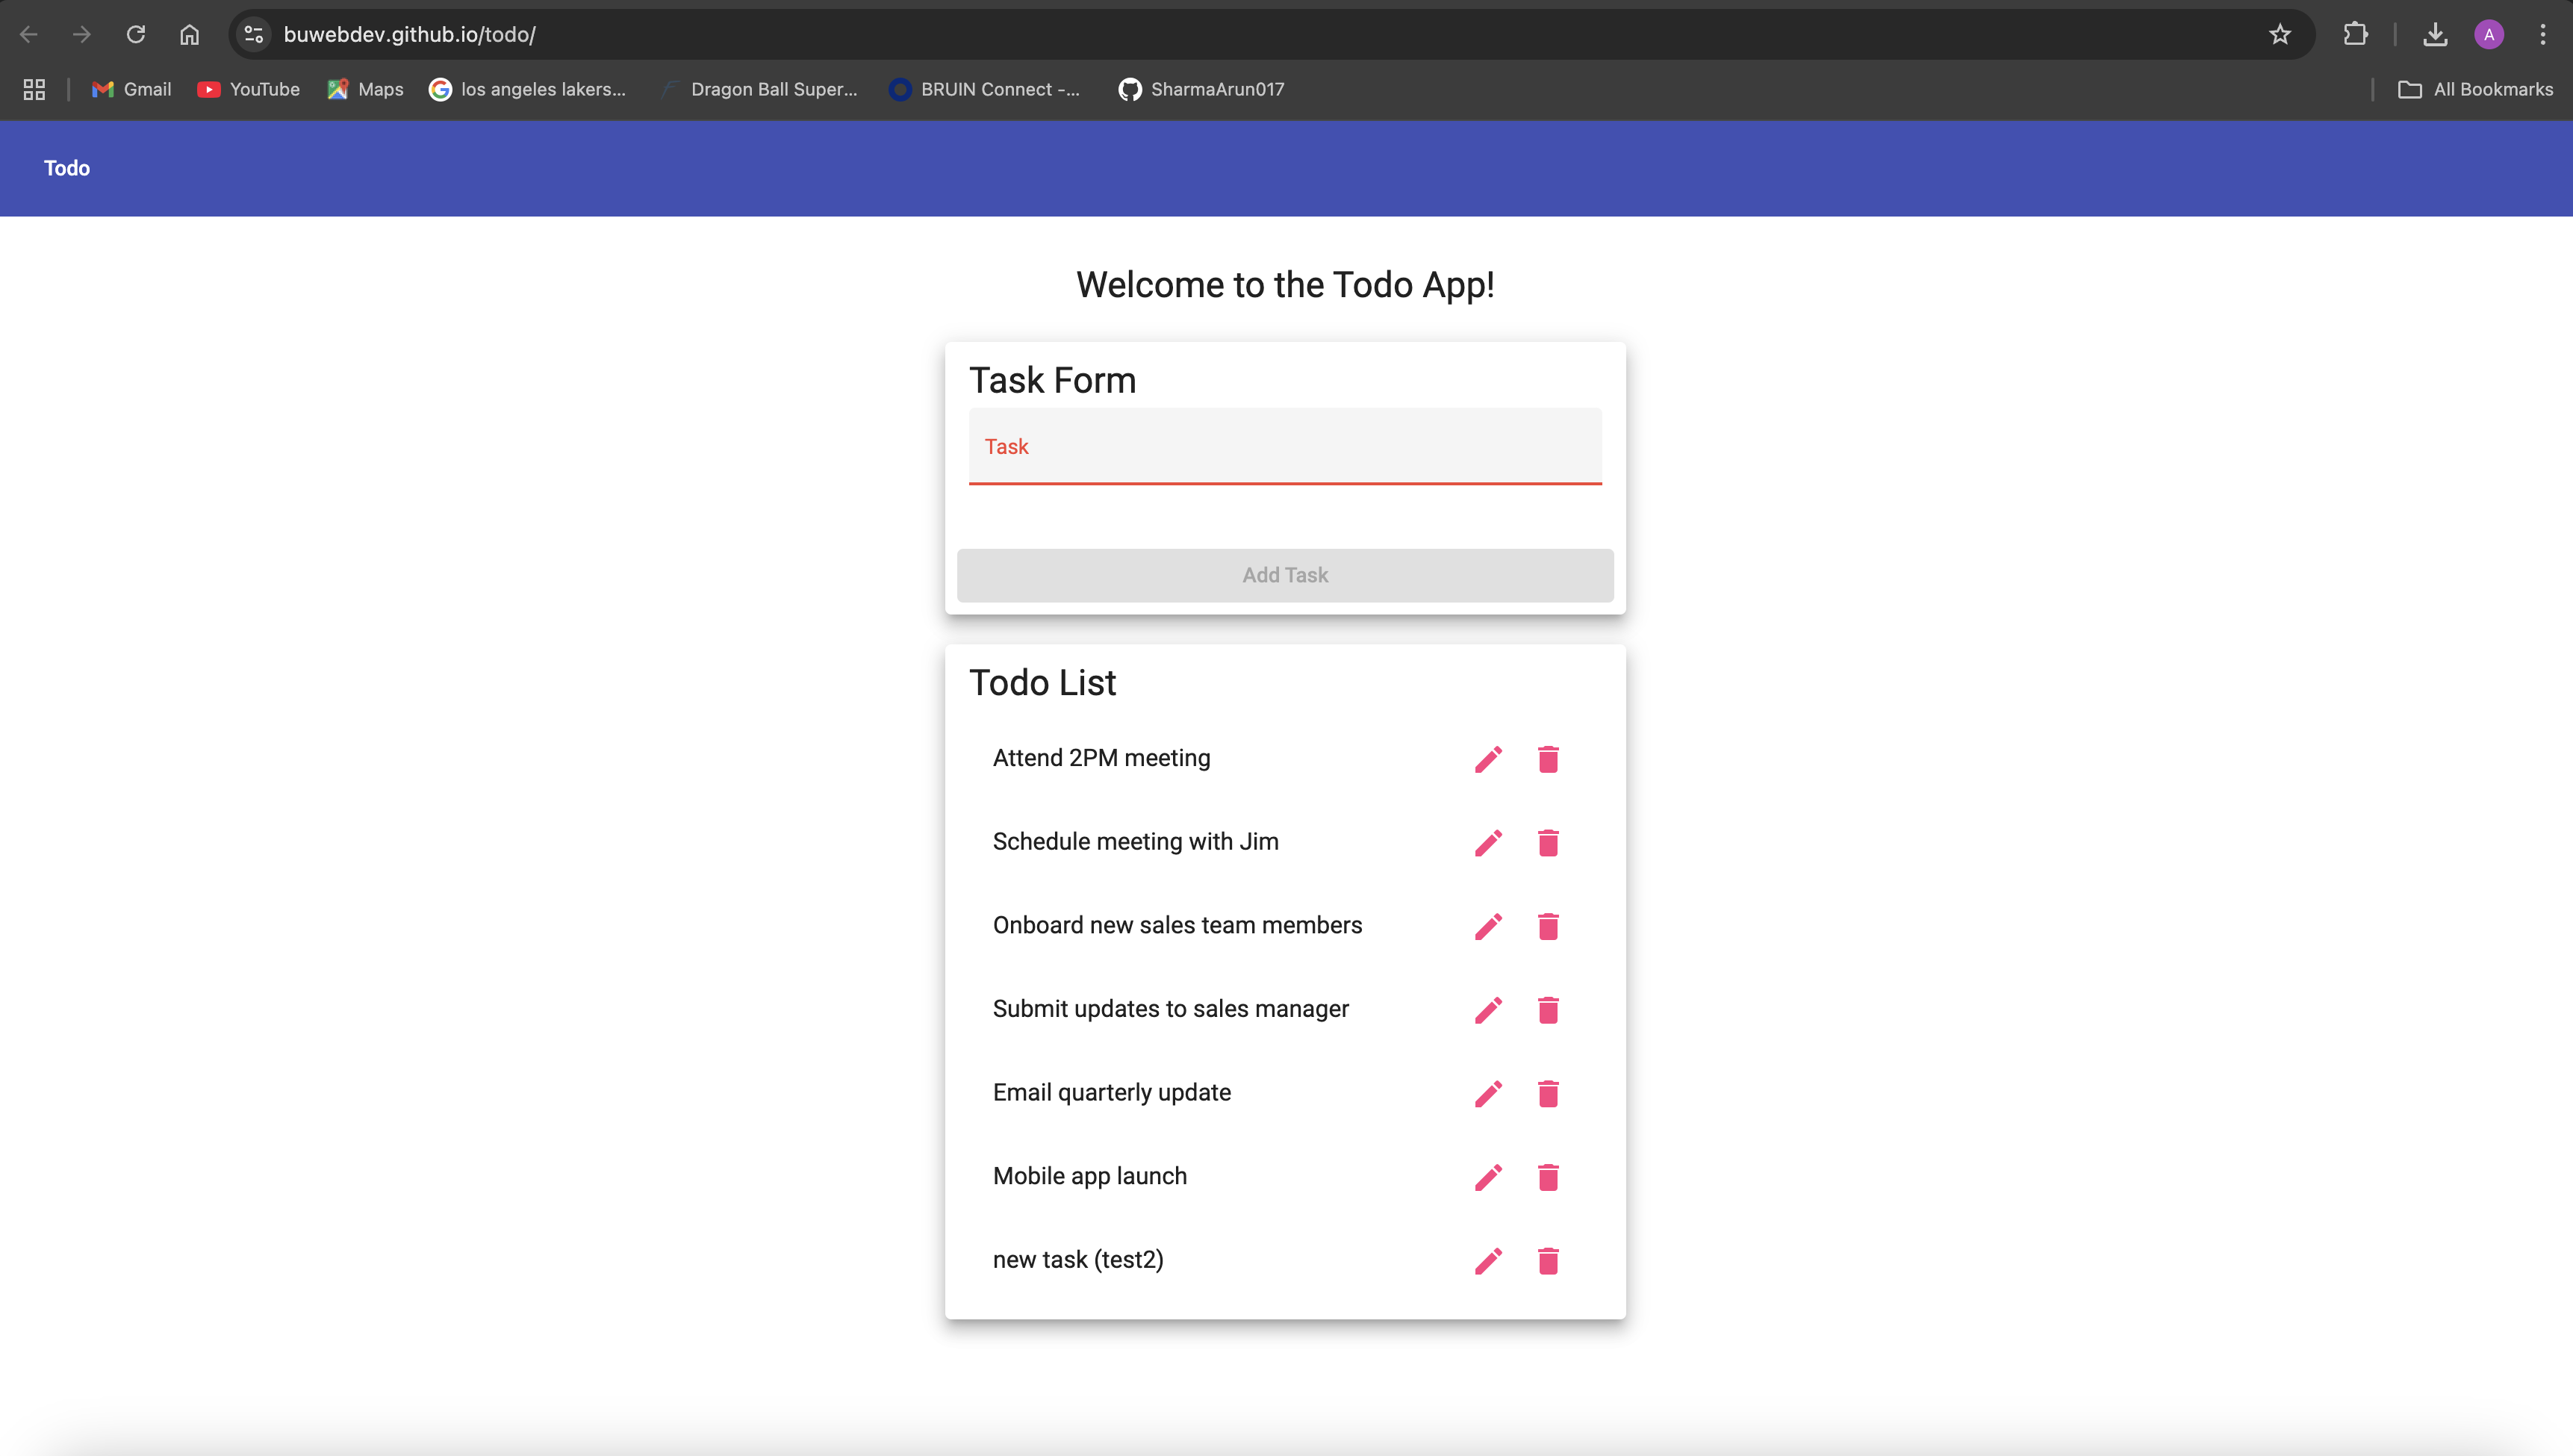 buwebdev.github.io/todo/
A
Gmail YouTube Maps los angeles lakers... Dragon Ball Super... BRUIN Connect -... SharmaArun017 All Bookmarks
Todo
Welcome to the Todo App!
Task Form
Task
Add Task
Todo List
Attend 2PM meeting
Schedule meeting with Jim
Onboard new sales team members
Submit updates to sales manager
Email quarterly update
Mobile app launch
new task (test2)